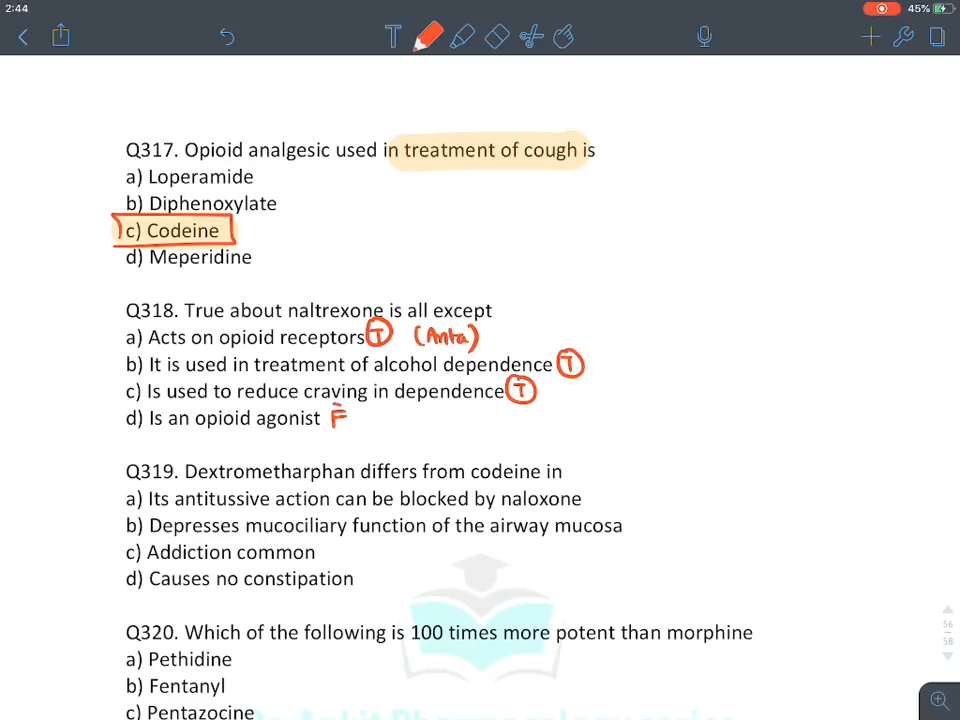 2:44
45%
T
Q317. Opioid analgesic used in treatment of cough is
a) Loperamide
b) Diphenoxylate
c) Codeine
d) Meperidine
Q318. True about naltrexone is all except
a) Acts on opioid receptors T (Anta)
b) It is used in treatment of alcohol dependence T
c) Is used to reduce craving in dependence T
d) Is an opioid agonist F
Q319. Dextrometharphan differs from codeine in
a) Its antitussive action can be blocked by naloxone
b) Depresses mucociliary function of the airway mucosa
c) Addiction common
d) Causes no constipation
56
58
Q320. Which of the following is 100 times more potent than morphine
a) Pethidine
b) Fentanyl
c) Pentazocine